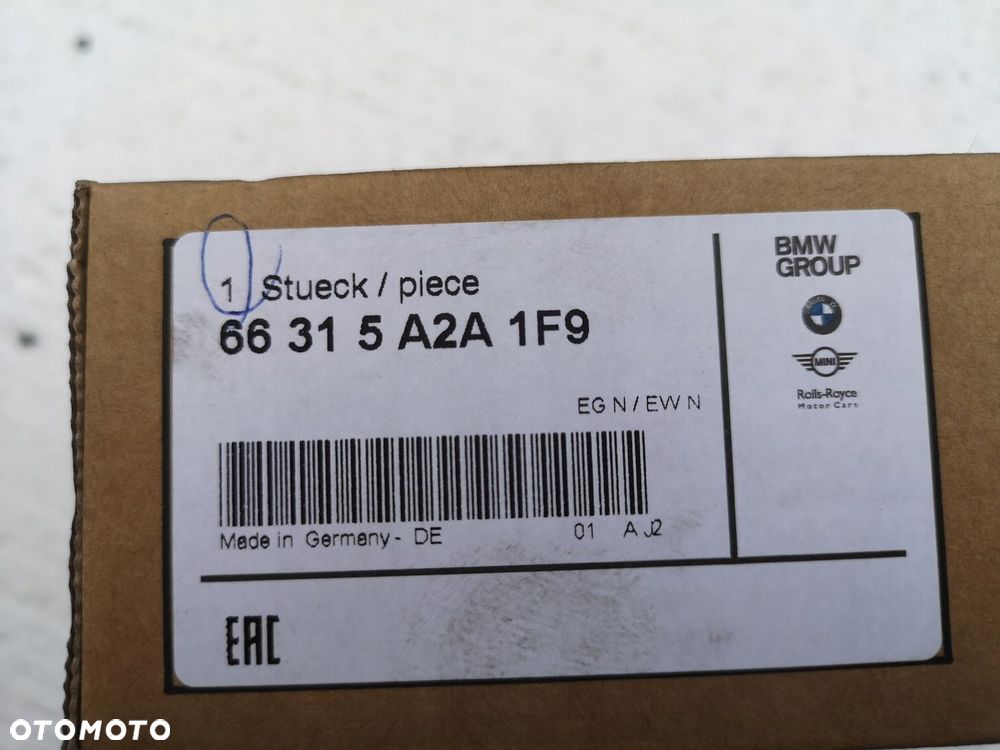 1 Stueck / piece
66 31 5 A2A 1F9
EG N / EW N
Made in Germany - DE 01 A J2
EAC
BMW
GROUP
MINI
Rolls-Royce
Motor Cars
OTOMOTO